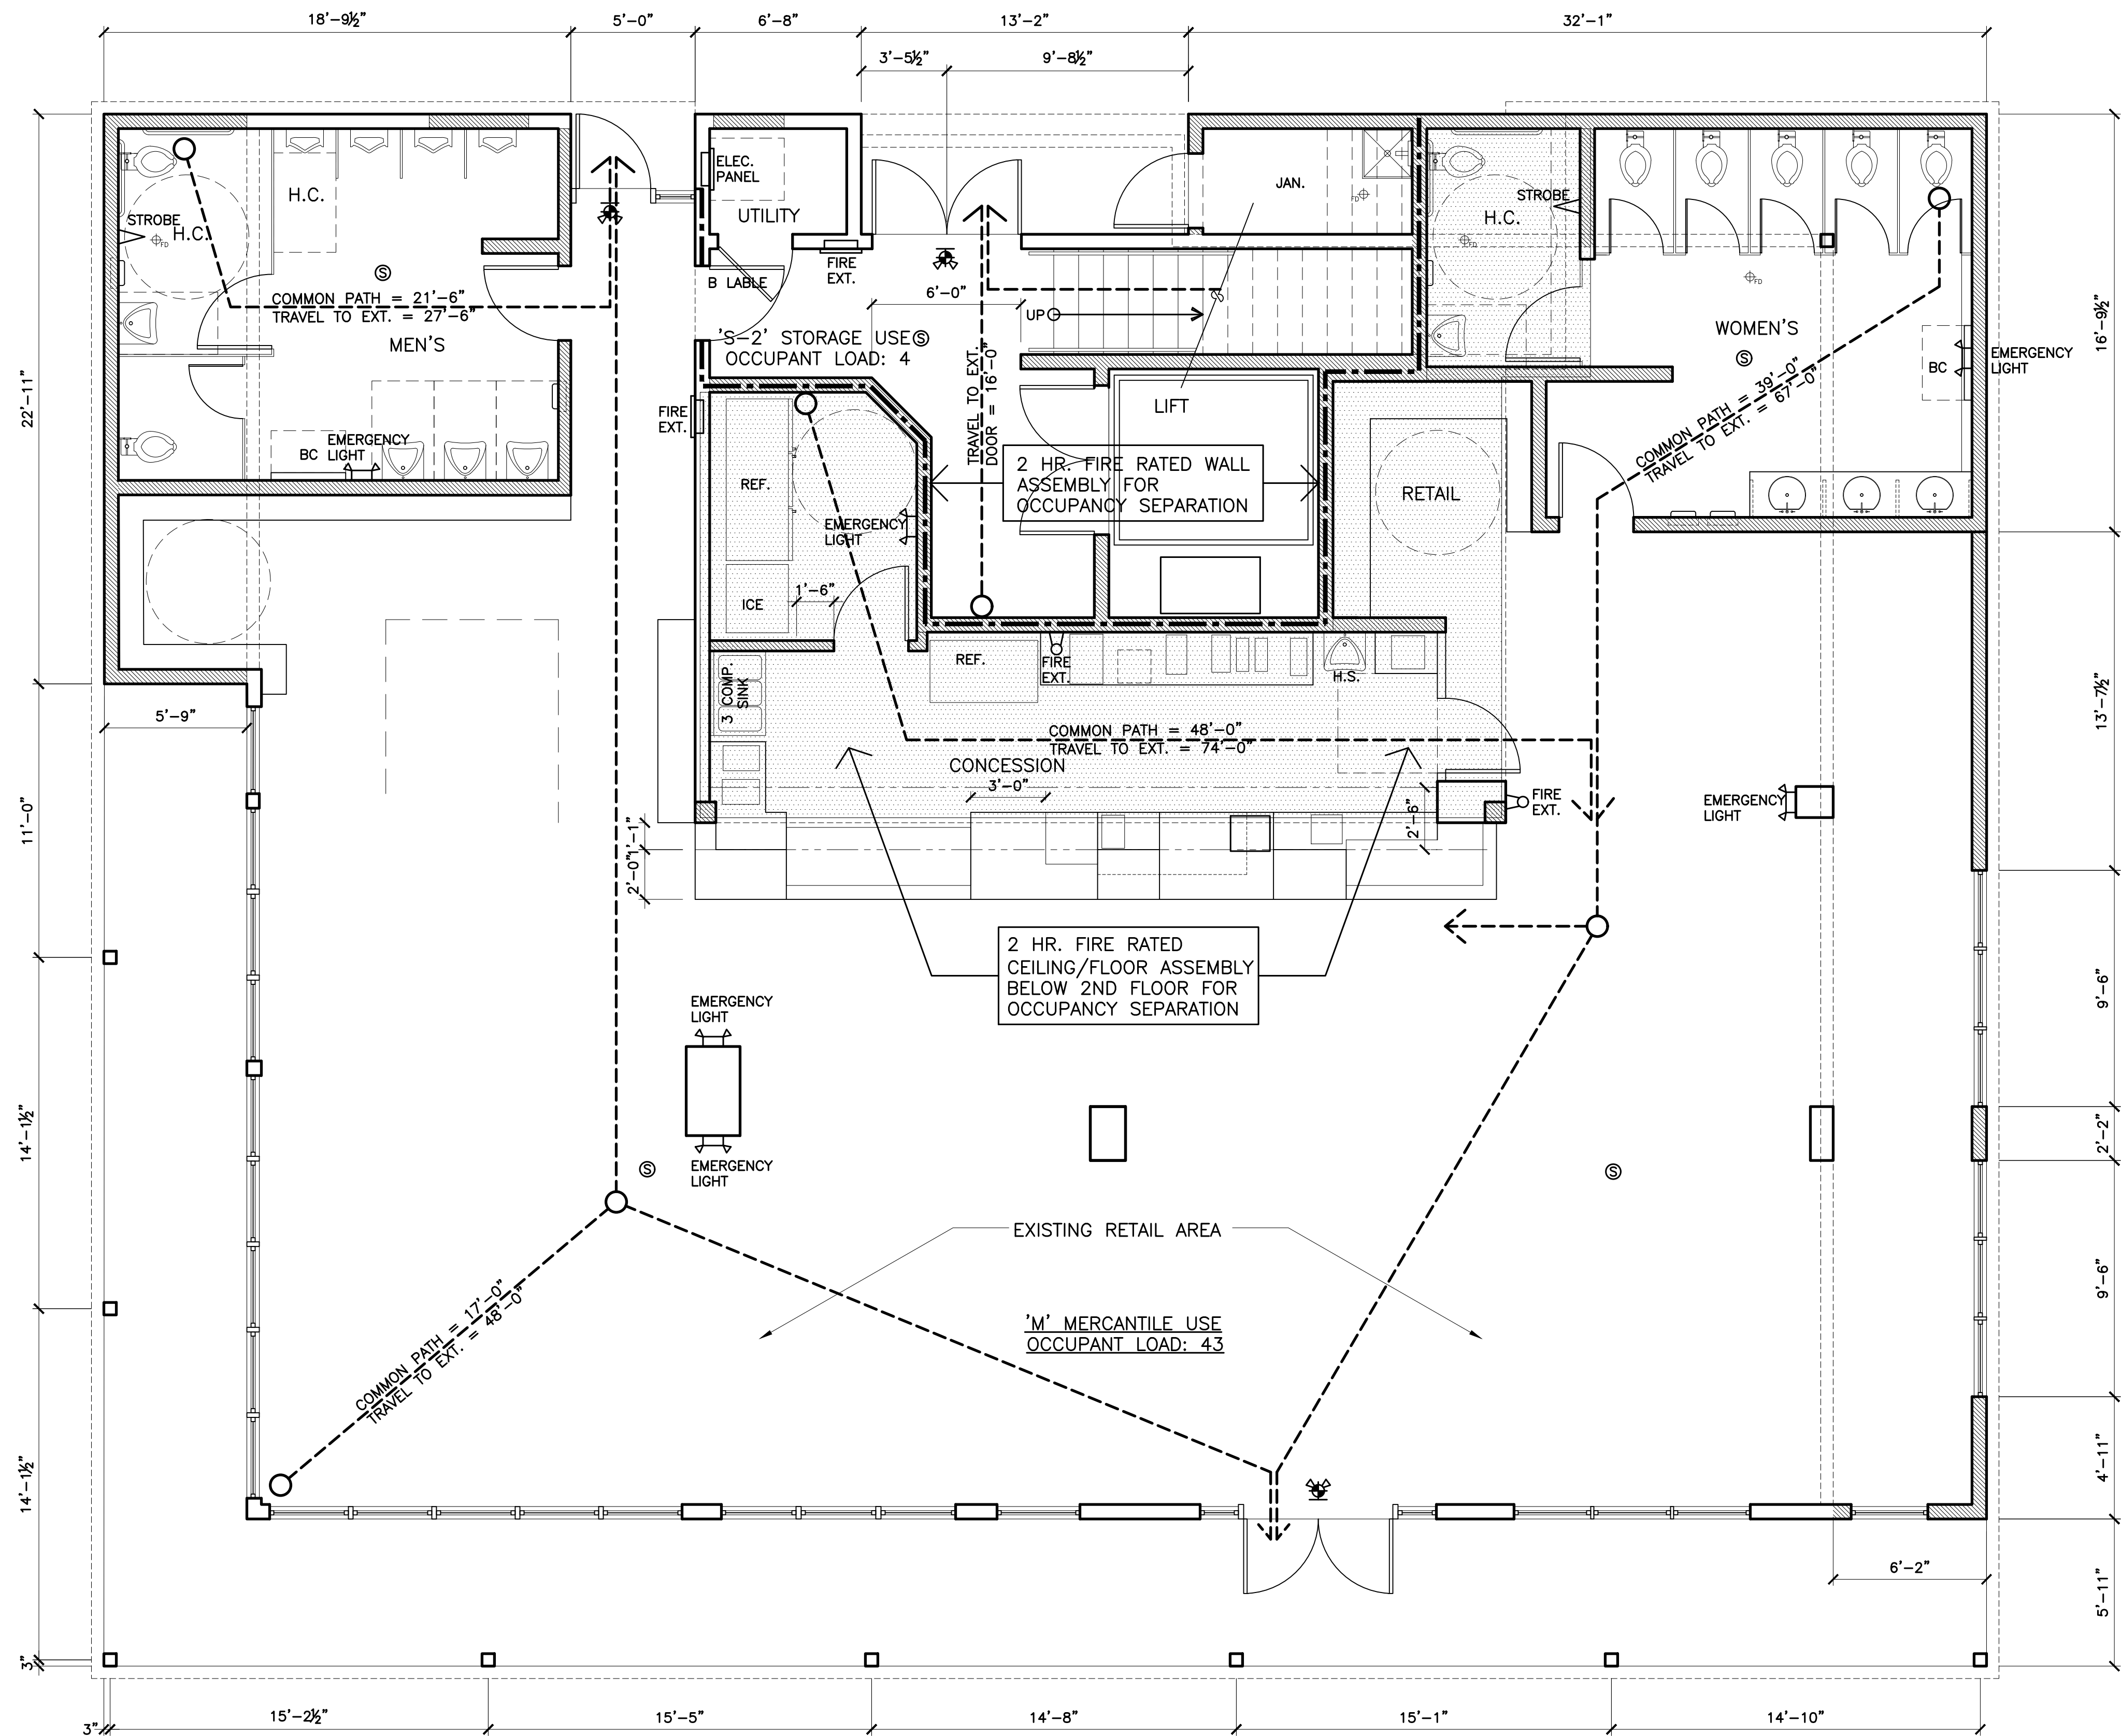 18'-9½"
5'-0"
6'-8"
13'-2"
32'-1"
3'-5½"
9'-8½"
H.C.
STROBE
H.C.
FD
COMMON PATH = 21'-6"
TRAVEL TO EXT. = 27'-6"
MEN'S
BC
EMERGENCY
LIGHT
ELEC.
PANEL
UTILITY
B LABLE
FIRE
EXT.
6'-0"
'S-2' STORAGE USE
S
OCCUPANT LOAD: 4
S
UP
JAN.
FD
STROBE
H.C.
FD
FD
WOMEN'S
S
BC
EMERGENCY
LIGHT
COMMON PATH = 39'-0"
TRAVEL TO EXT. = 67'-0"
FIRE
EXT.
TRAVEL TO EXT.
DOOR = 16'-0"
LIFT
2 HR. FIRE RATED WALL
ASSEMBLY FOR
OCCUPANCY SEPARATION
RETAIL
REF.
EMERGENCY
LIGHT
ICE
1'-6"
3 COMP.
SINK
REF.
FIRE
EXT.
H.S.
COMMON PATH = 48'-0"
TRAVEL TO EXT. = 74'-0"
CONCESSION
3'-0"
2'-6"
FIRE
EXT.
EMERGENCY
LIGHT
1'-1"
2'-0"
2 HR. FIRE RATED
CEILING/FLOOR ASSEMBLY
BELOW 2ND FLOOR FOR
OCCUPANCY SEPARATION
EMERGENCY
LIGHT
EMERGENCY
LIGHT
S
S
EXISTING RETAIL AREA
'M' MERCANTILE USE
OCCUPANT LOAD: 43
COMMON PATH = 17'-0"
TRAVEL TO EXT. = 48'-0"
22'-11"
5'-9"
11'-0"
14'-1½"
14'-1½"
3"
16'-9½"
13'-7½"
9'-6"
2'-2"
9'-6"
4'-11"
5'-11"
6'-2"
3"
15'-2½"
15'-5"
14'-8"
15'-1"
14'-10"